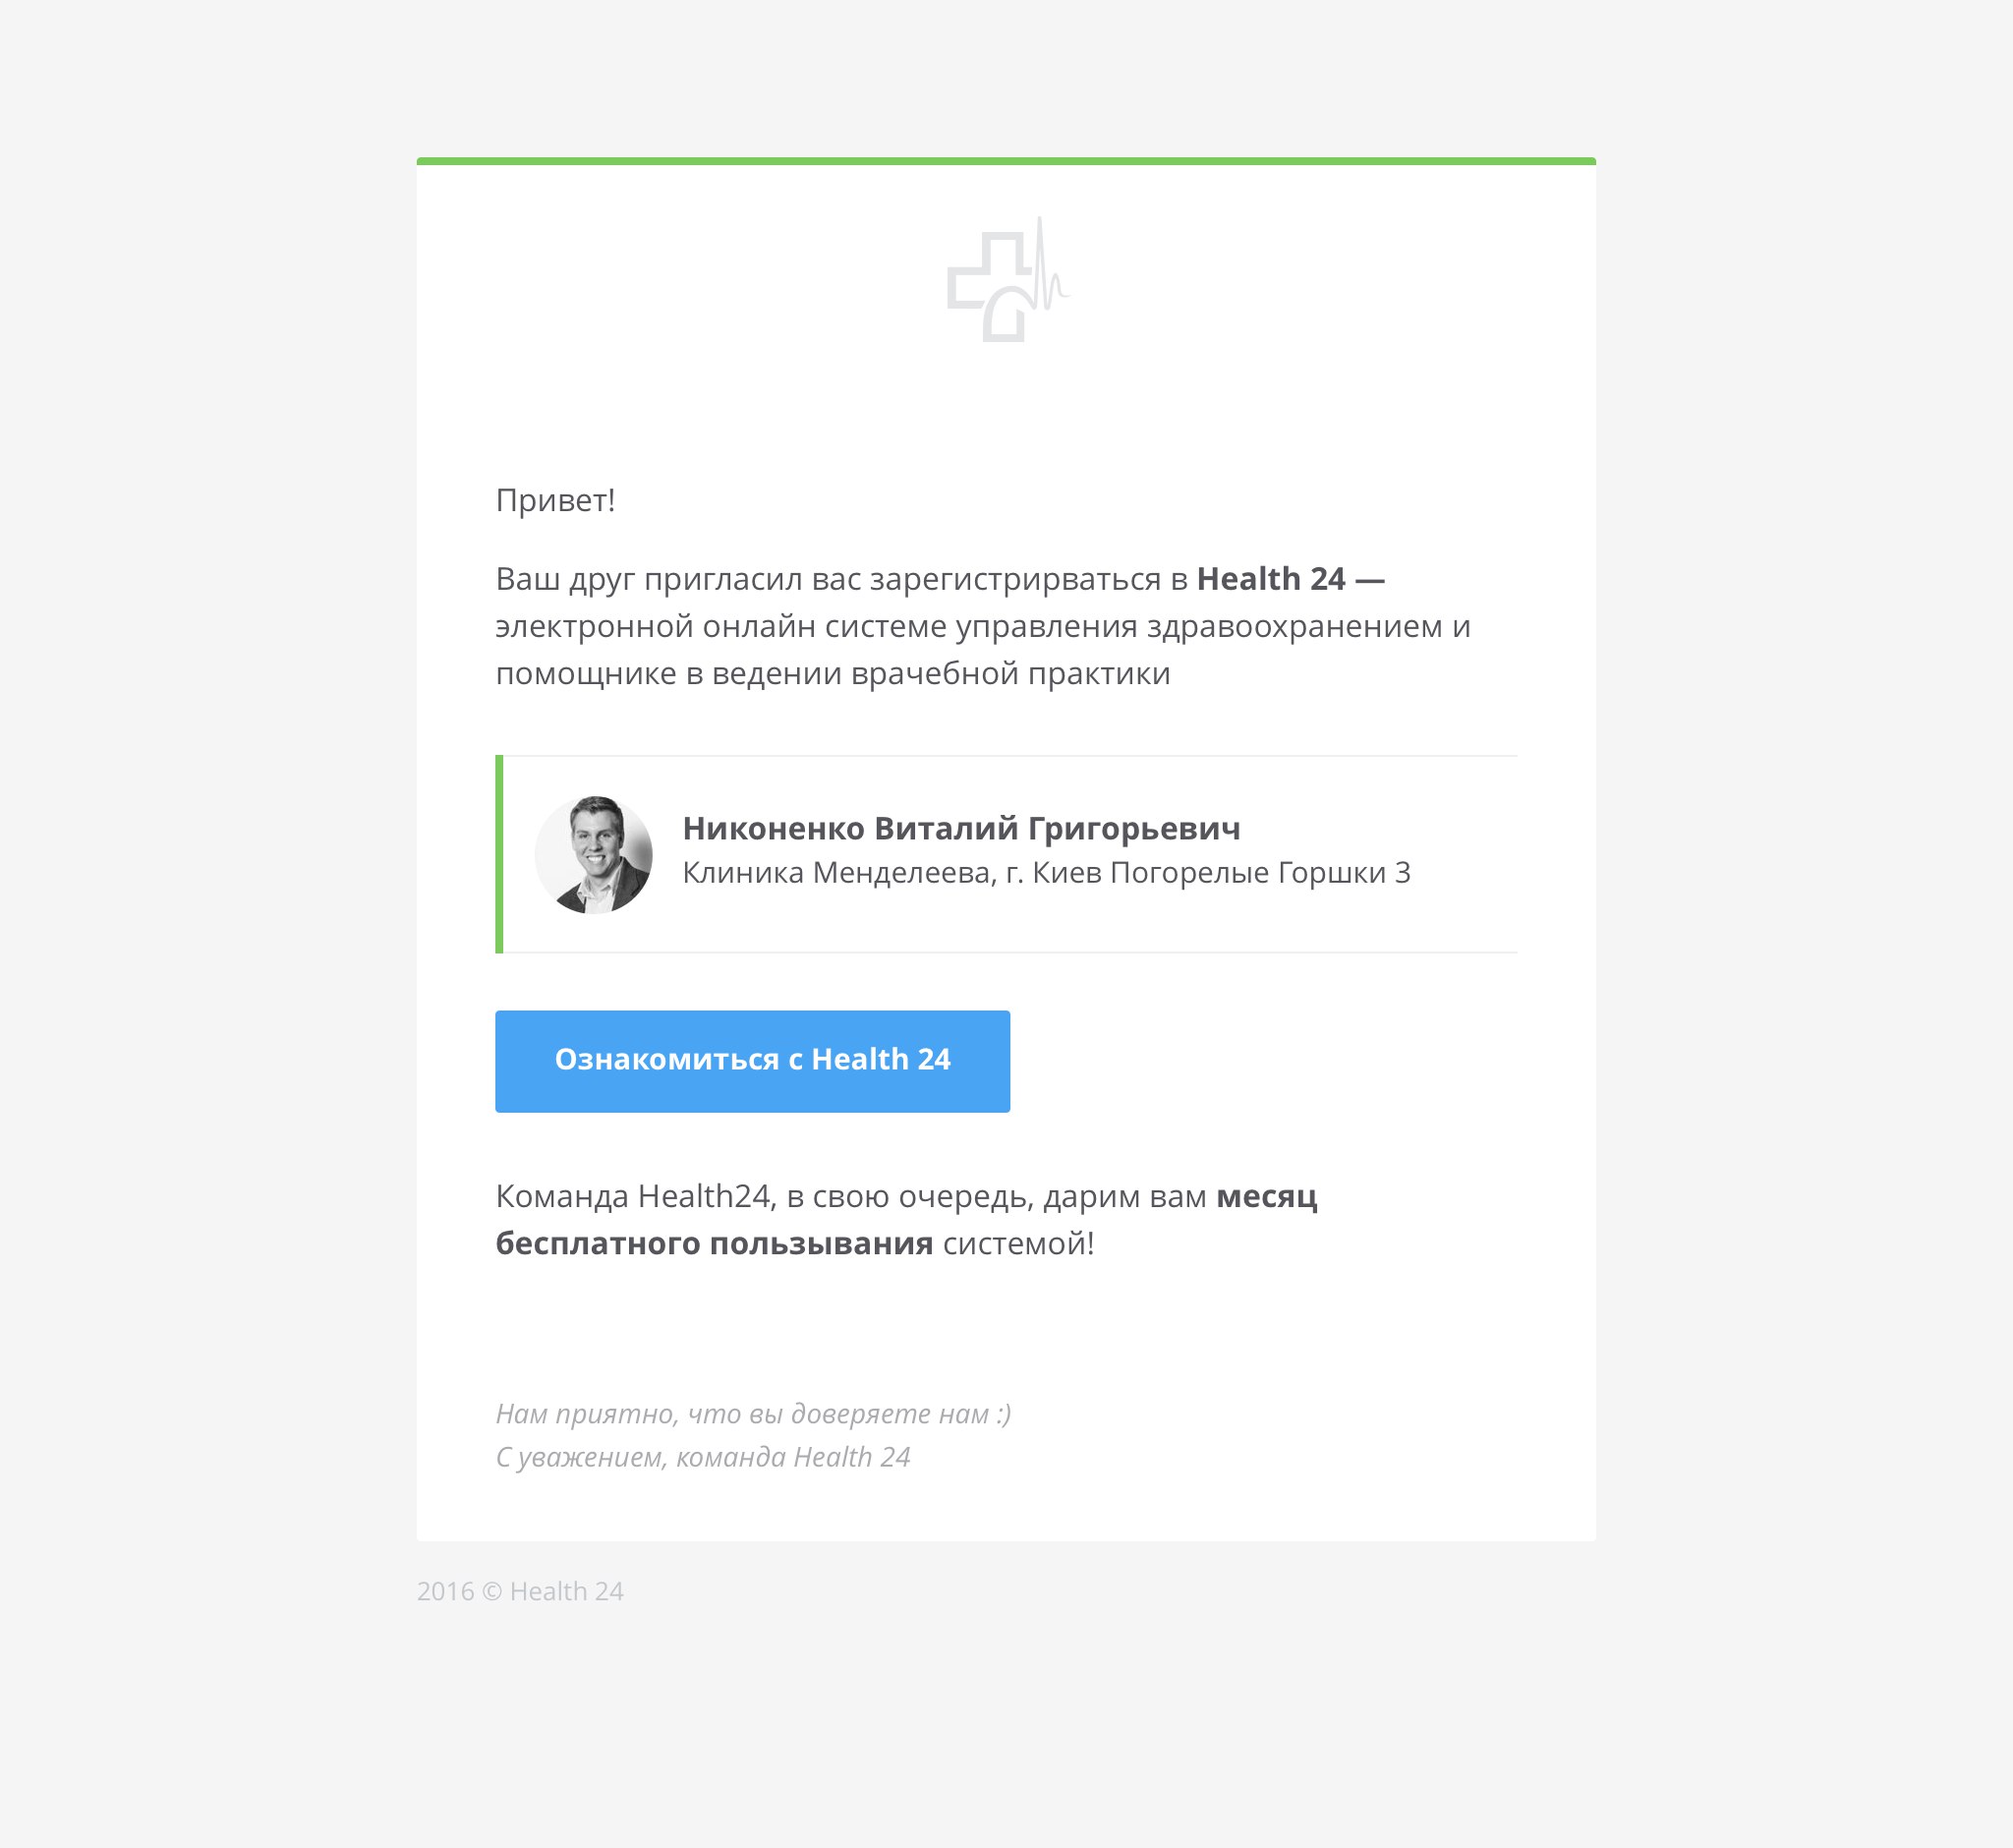 Привет!
Ваш друг пригласил вас зарегистрирваться в Health 24 —
электронной онлайн системе управления здравоохранением и
помощнике в ведении врачебной практики
Никоненко Виталий Григорьевич
Клиника Менделеева, г. Киев Погорелые Горшки 3
Ознакомиться с Health 24
Команда Health24, в свою очередь, дарим вам месяц
бесплатного пользывания системой!
Нам приятно, что вы доверяете нам :)
С уважением, команда Health 24
2016 © Health 24